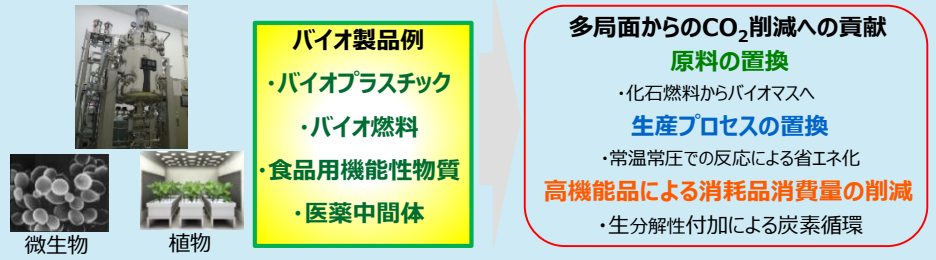 微生物
植物
バイオ製品例
・バイオプラスチック
・バイオ燃料
・食品用機能性物質
・医薬中間体
多局面からのCO₂削減への貢献
原料の置換
・化石燃料からバイオマスへ
生産プロセスの置換
・常温常圧での反応による省エネ化
高機能品による消耗品消費量の削減
・生分解性付加による炭素循環